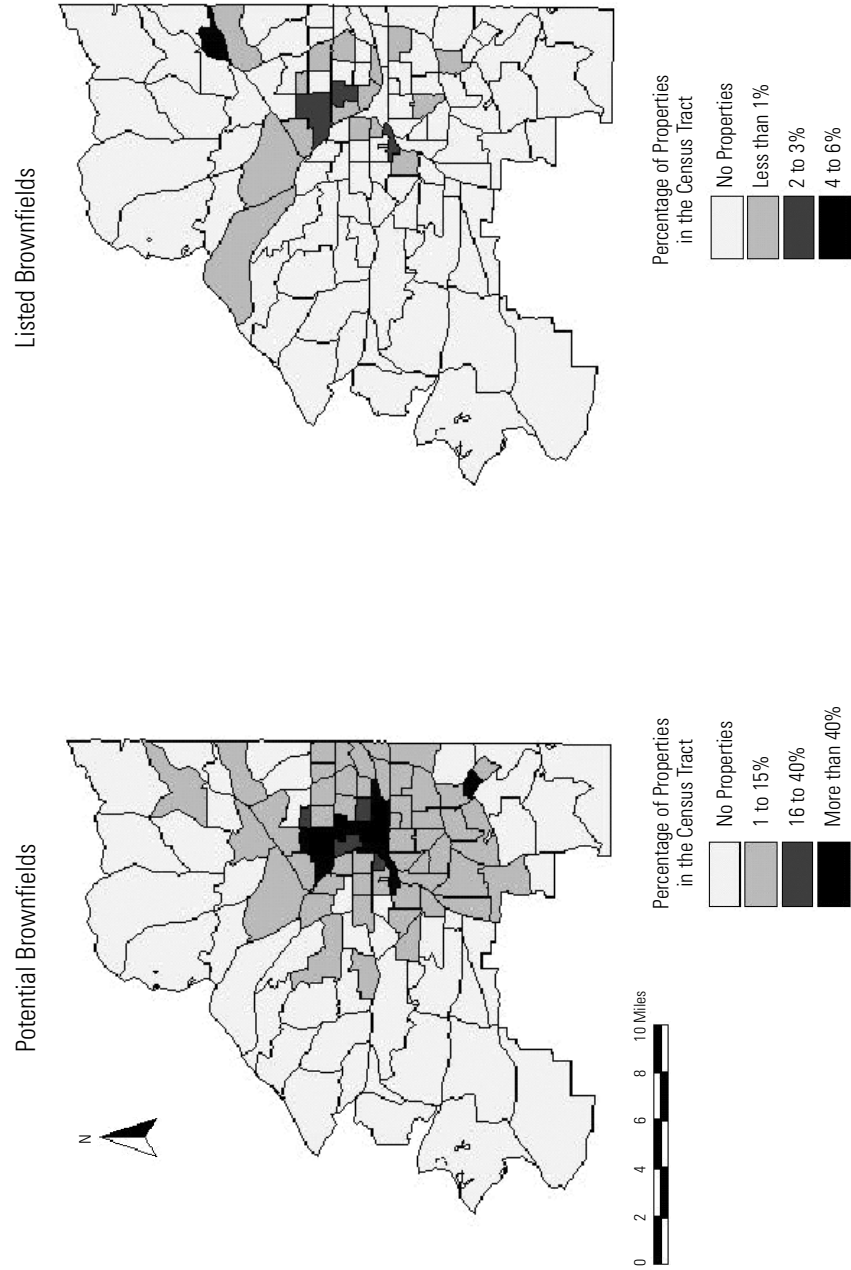 Potential Brownfields
N
Percentage of Properties
in the Census Tract
No Properties
1 to 15%
16 to 40%
More than 40%
0 2 4 6 8 10 Miles
Listed Brownfields
Percentage of Properties
in the Census Tract
No Properties
Less than 1%
2 to 3%
4 to 6%